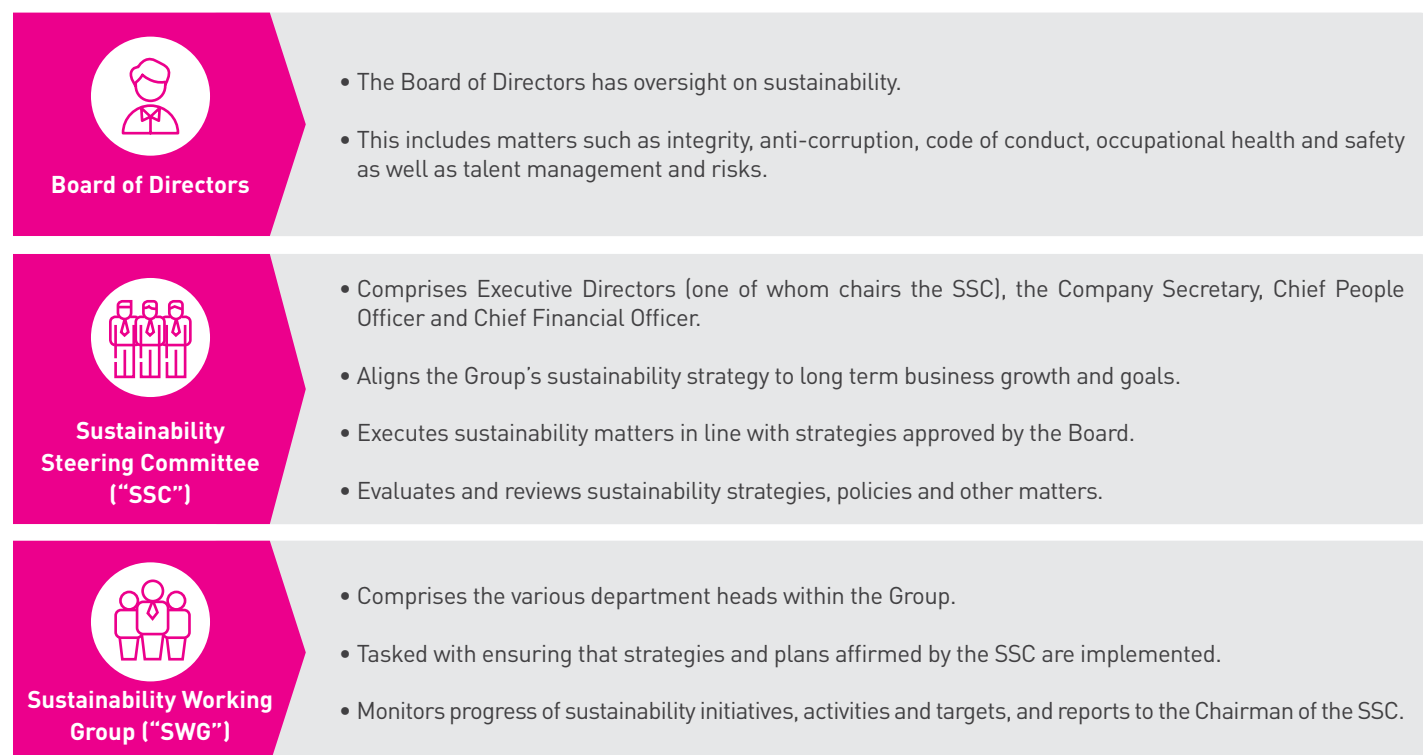 Board of Directors
• The Board of Directors has oversight on sustainability.
• This includes matters such as integrity, anti-corruption, code of conduct, occupational health and safety
as well as talent management and risks.
Sustainability
Steering Committee
(“SSC”)
• Comprises Executive Directors (one of whom chairs the SSC), the Company Secretary, Chief People
Officer and Chief Financial Officer.
• Aligns the Group’s sustainability strategy to long term business growth and goals.
• Executes sustainability matters in line with strategies approved by the Board.
• Evaluates and reviews sustainability strategies, policies and other matters.
Sustainability Working
Group (“SWG”)
• Comprises the various department heads within the Group.
• Tasked with ensuring that strategies and plans affirmed by the SSC are implemented.
• Monitors progress of sustainability initiatives, activities and targets, and reports to the Chairman of the SSC.